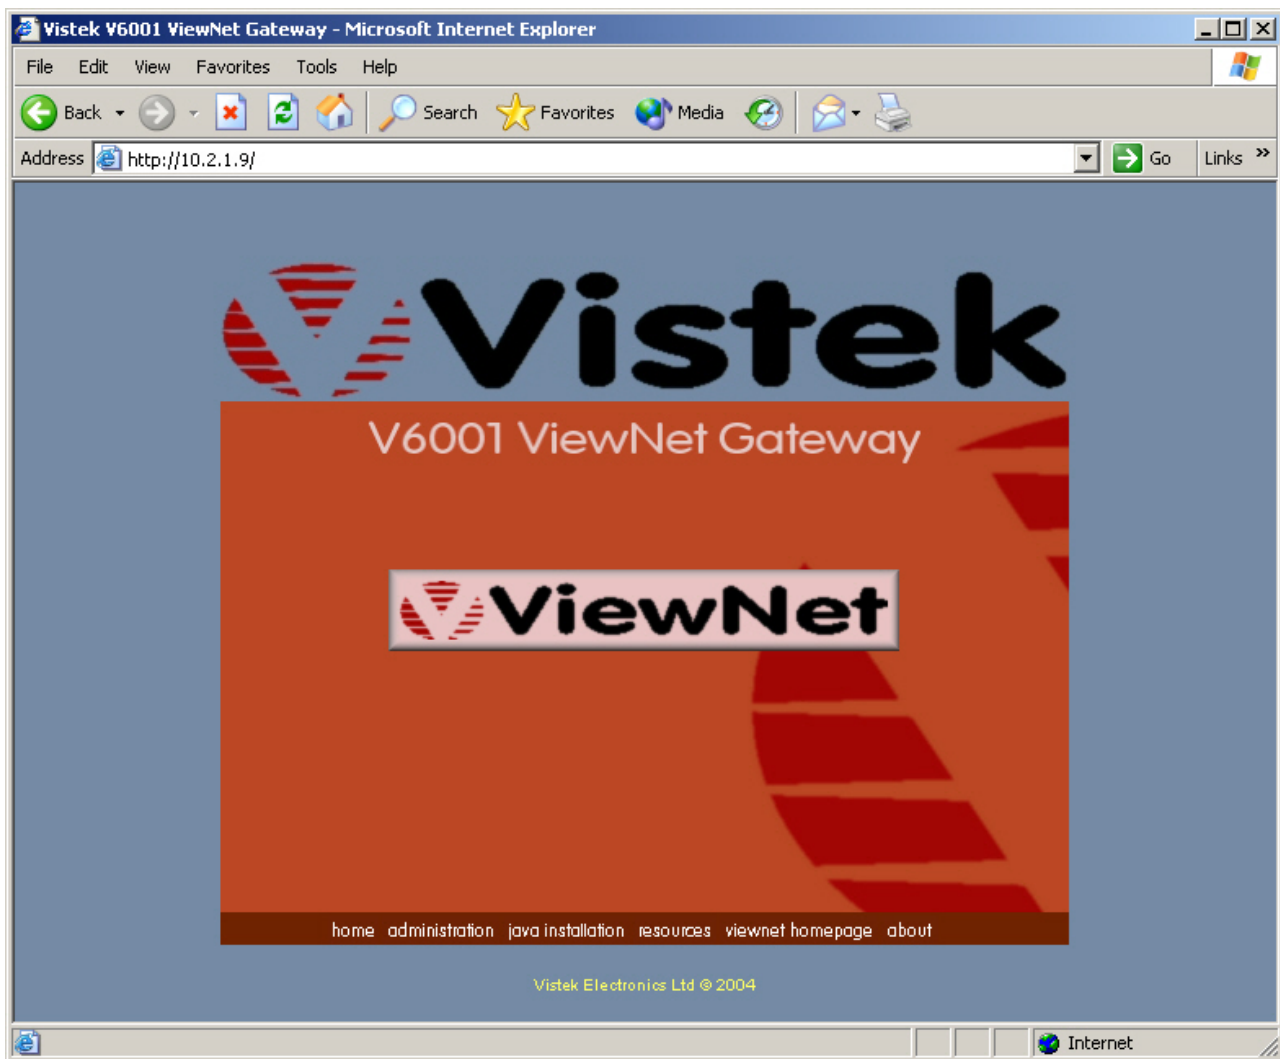 Vistek V6001 ViewNet Gateway - Microsoft Internet Explorer
File Edit View Favorites Tools Help
Back Search Favorites Media
Address http://10.2.1.9/ Go Links »
Vistek
V6001 ViewNet Gateway
ViewNet
home administration java installation resources viewnet homepage about
Vistek Electronics Ltd © 2004
Internet